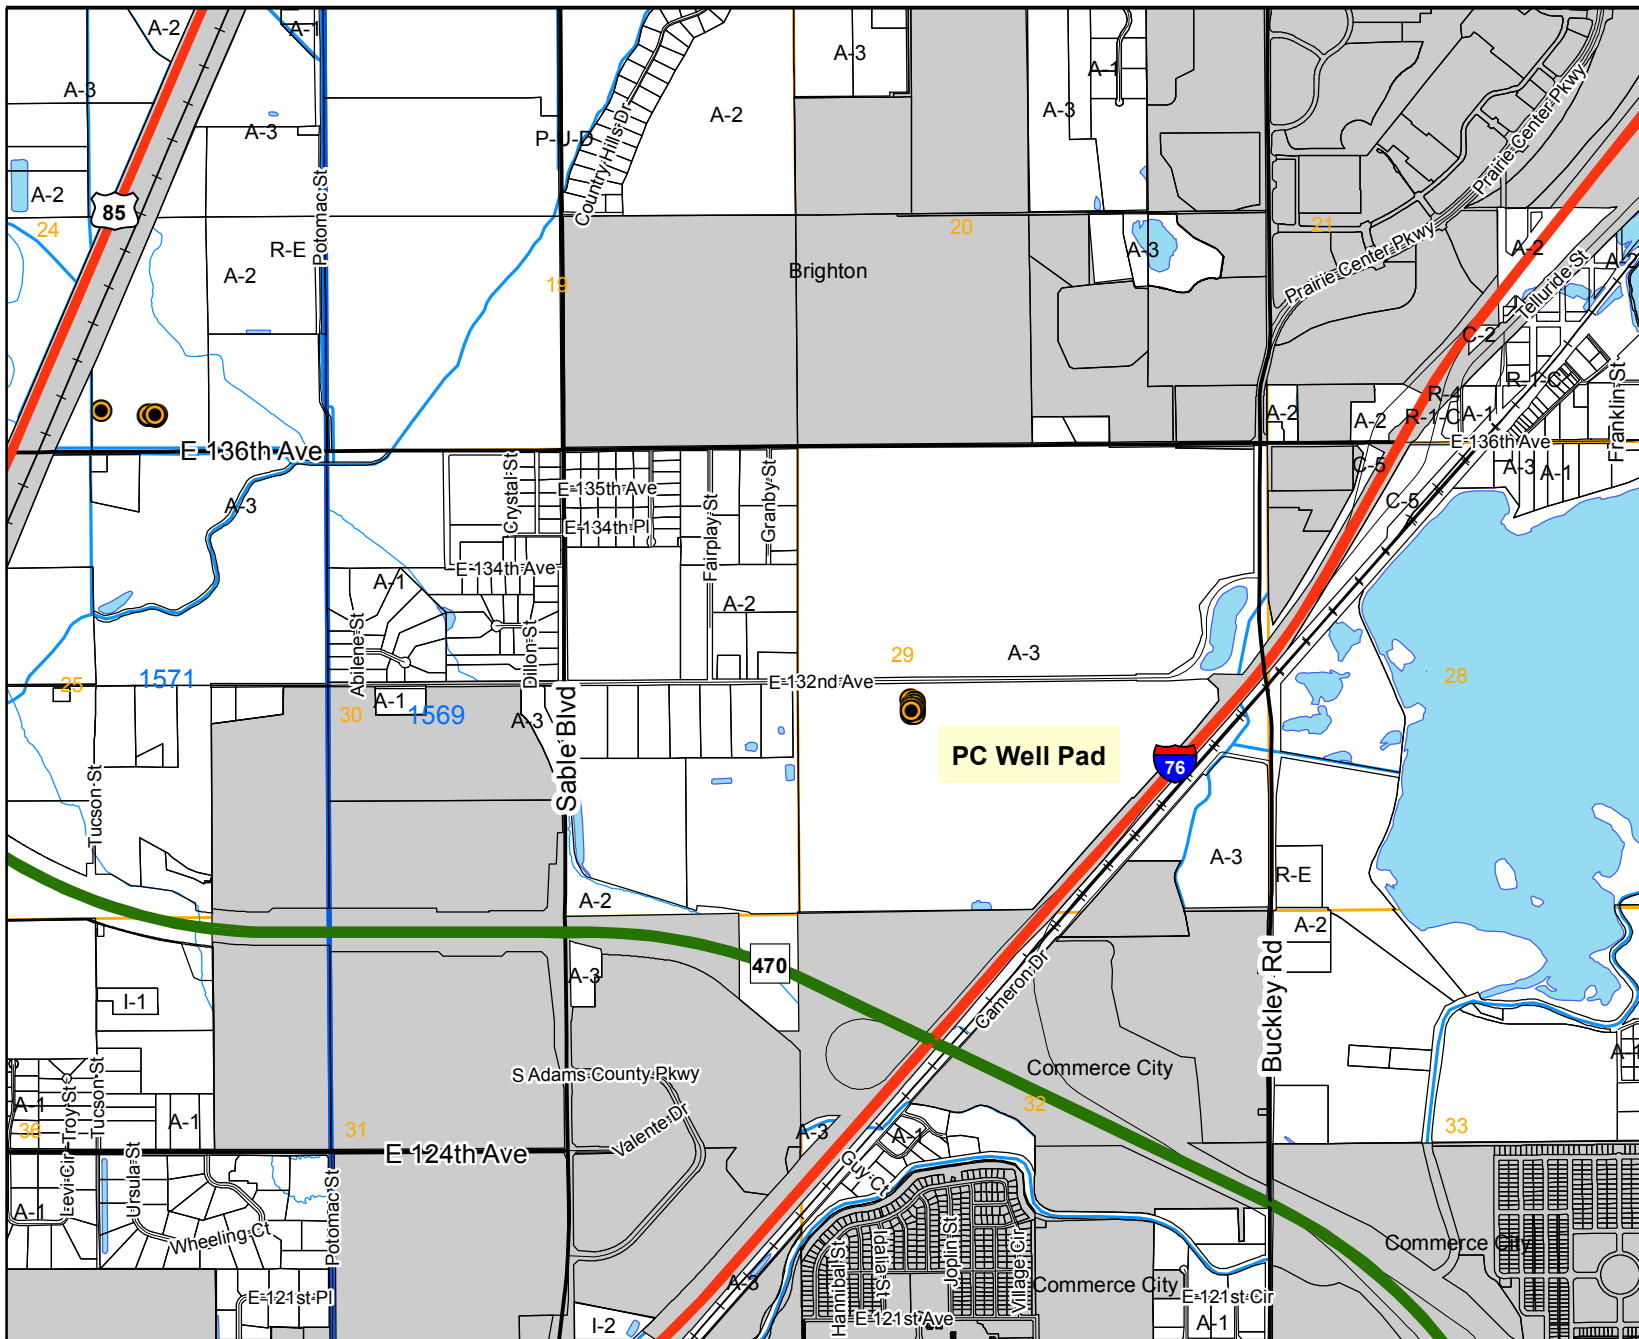 A-2
A-1
A-3
A-3
A-1
A-3
A-2
A-3
P-U-D
Country Hills Dr
Prairie Center Pkwy
Prairie Center Pkwy
A-2
85
24
Potomac St
R-E
A-2
19
20
21
Brighton
A-3
Prairie Center Pkwy
A-2
A-2
Telluride St
C-2
R-1-C
R-4
A-2
A-2
R-1-C
A-1
Franklin St
E 136th Ave
E 136th Ave
C-5
A-3
A-1
C-5
A-3
Crystal St
E 135th Ave
E 134th Pl
Granby St
Fairplay St
E 134th Ave
A-1
A-2
Abilene St
Dillon St
29
A-3
28
25
1571
E 132nd Ave
A-1
30
1569
A-3
Sable Blvd
PC Well Pad
76
Tucson St
A-3
R-E
A-2
A-2
470
A-3
I-1
Cameron Dr
Buckley Rd
Commerce City
S Adams County Pkwy
A-1
32
33
A-1
36
Levi Cir
Troy St
Tucson St
A-1
31
Valente Dr
A-3
A-1
E 124th Ave
Guy Ct
Ursula St
Potomac St
A-1
Wheeling Ct
Commerce City
Hannibal St
Idalia St
Joplin St
Village Cir
A-3
Commerce City
E 121st Pl
E 121st Cir
I-2
E 121st Ave
A-1